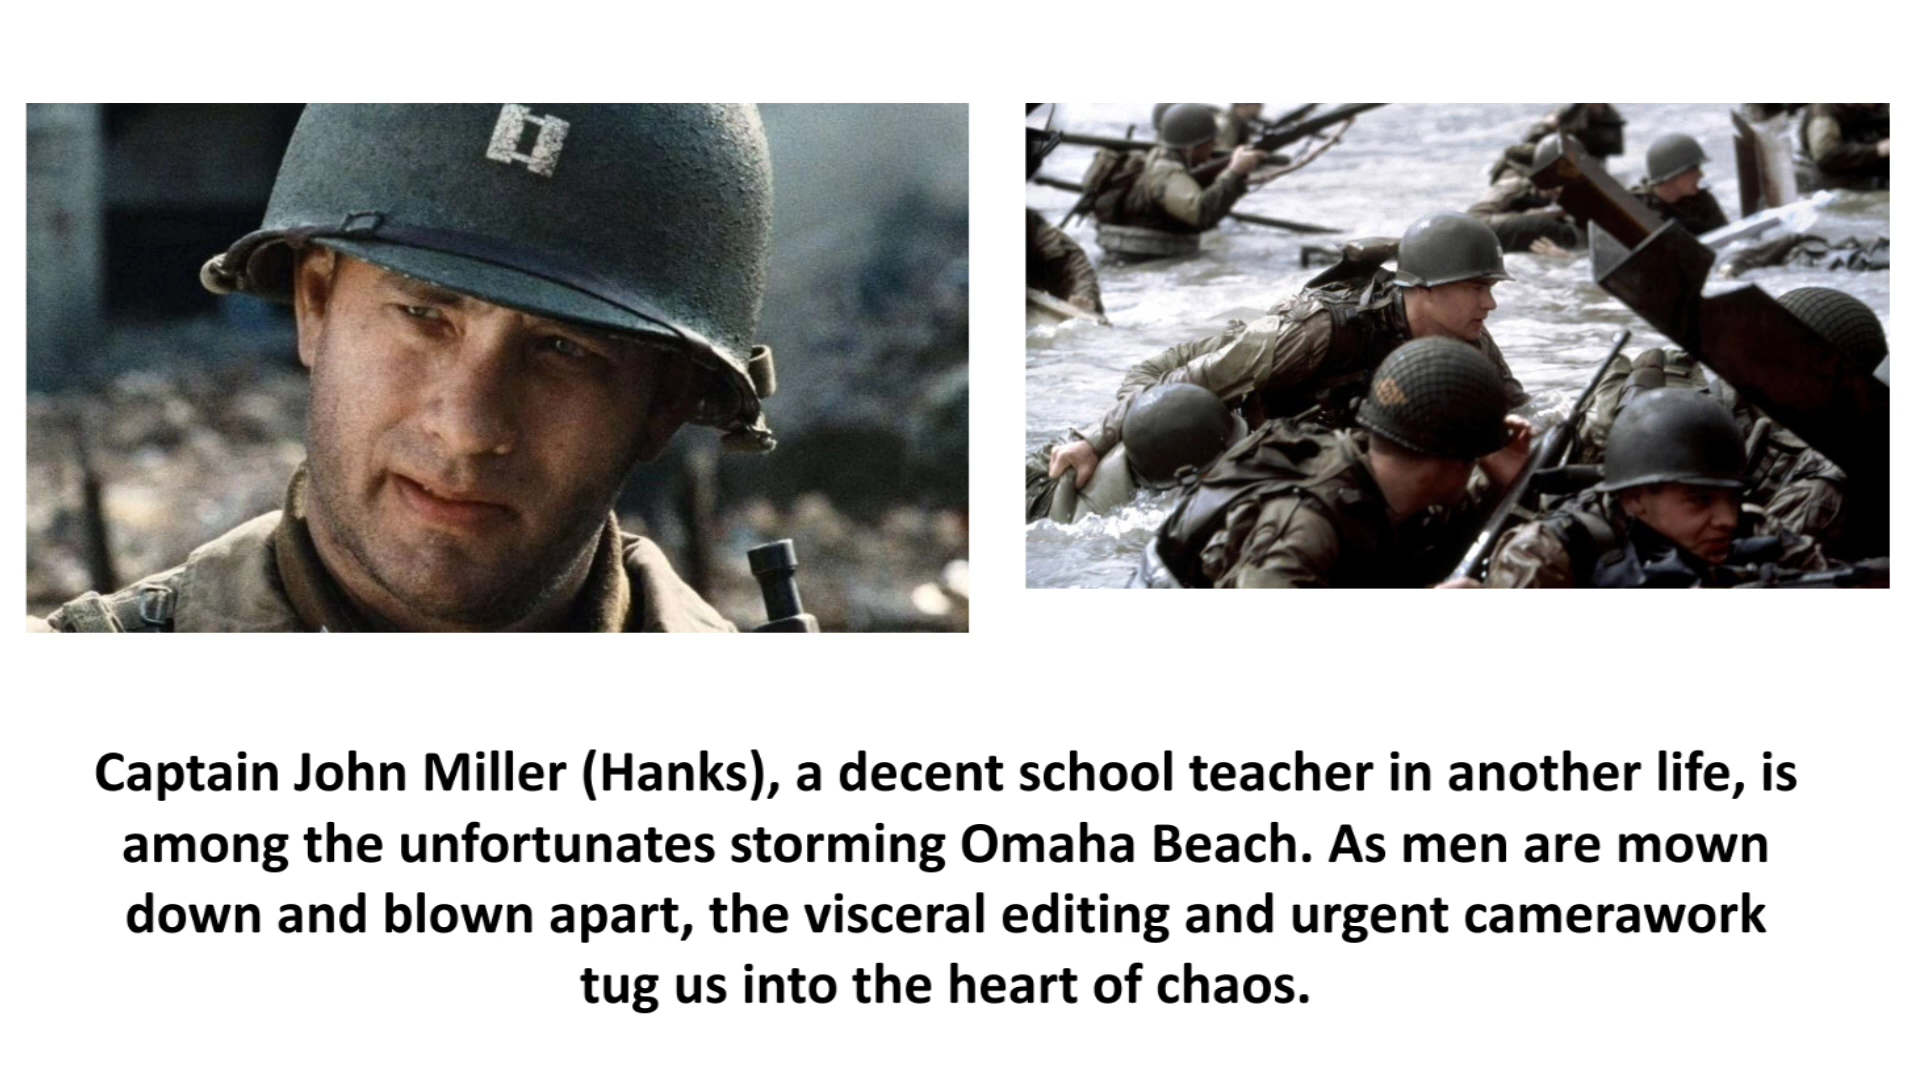 Captain John Miller (Hanks), a decent school teacher in another life, is
among the unfortunates storming Omaha Beach. As men are mown
down and blown apart, the visceral editing and urgent camerawork
tug us into the heart of chaos.